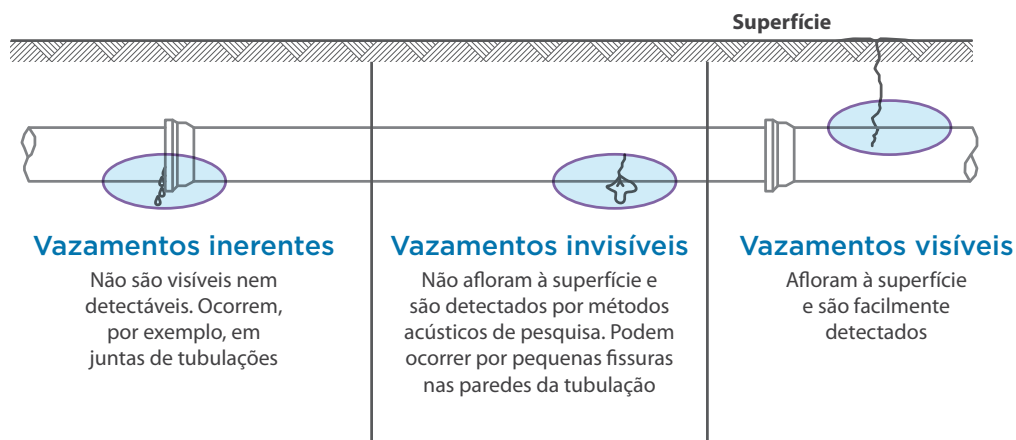 Superfície
Vazamentos inerentes
Não são visíveis nem
detectáveis. Ocorrem,
por exemplo, em
juntas de tubulações
Vazamentos invisíveis
Não afloram à superfície e
são detectados por métodos
acústicos de pesquisa. Podem
ocorrer por pequenas fissuras
nas paredes da tubulação
Vazamentos visíveis
Afloram à superfície
e são facilmente
detectados